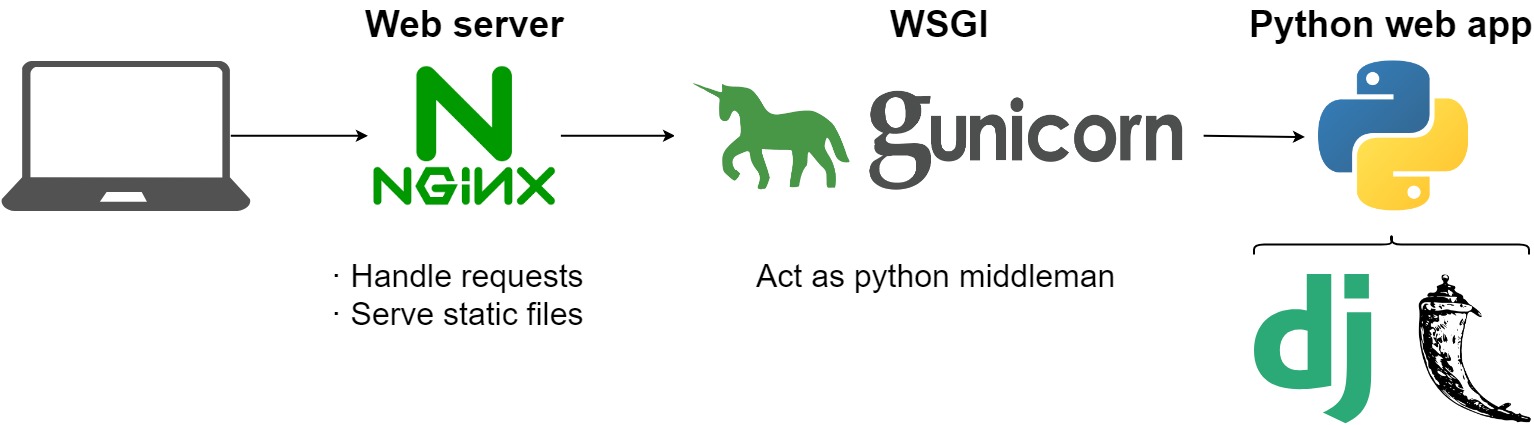 Web server
WSGI
Python web app
NGiNX
gunicorn
· Handle requests
· Serve static files
Act as python middleman
dj